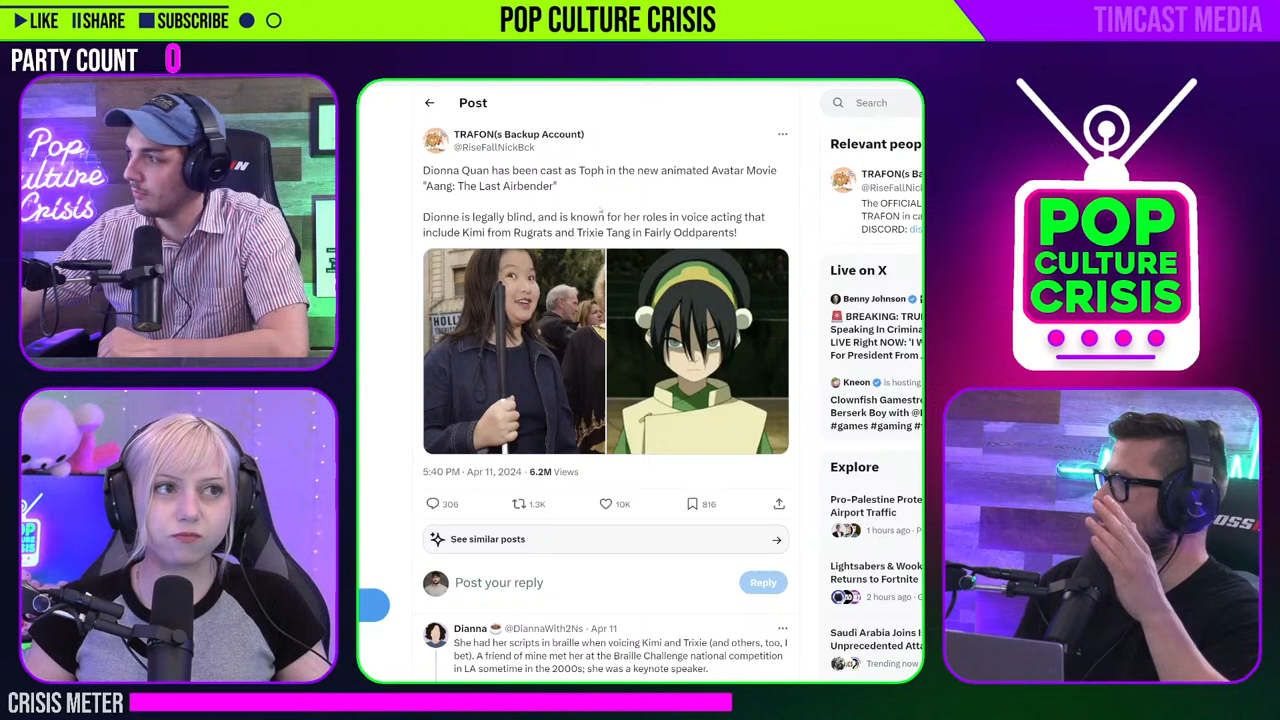 LIKE SHARE SUBSCRIBE
POP CULTURE CRISIS
TIMCAST MEDIA
PARTY COUNT 0
Pop
ulture
Crisis
Post
Search
TRAFON(s Backup Account)
@RiseFallNickBck
Dionna Quan has been cast as Toph in the new animated Avatar Movie
"Aang: The Last Airbender"
Dionne is legally blind, and is known for her roles in voice acting that
include Kimi from Rugrats and Trixie Tang in Fairly Oddparents!
HOLL
5:40 PM · Apr 11, 2024 · 6.2M Views
306 1.3K 10K 816
See similar posts
Post your reply
Reply
Dianna @DiannaWith2Ns · Apr 11
She had her scripts in braille when voicing Kimi and Trixie (and others, too, I
bet). A friend of mine met her at the Braille Challenge national competition
in LA sometime in the 2000s; she was a keynote speaker.
Relevant peop
TRAFON(s Ba
@RiseFallNicl
The OFFICIAL
TRAFON in ca
DISCORD: dis
Live on X
Benny Johnson
BREAKING: TRU
Speaking In Crimina
LIVE Right NOW: 'I W
For President From
Kneon is hosting
Clownfish Gamestre
Berserk Boy with @
#games #gaming #
Explore
Pro-Palestine Prote
Airport Traffic
1 hours ago · P
Lightsabers & Wook
Returns to Fortnite
2 hours ago · G
Saudi Arabia Joins I
Unprecedented Atta
Trending now
POP
CULTURE
CRISIS
CRISIS METER